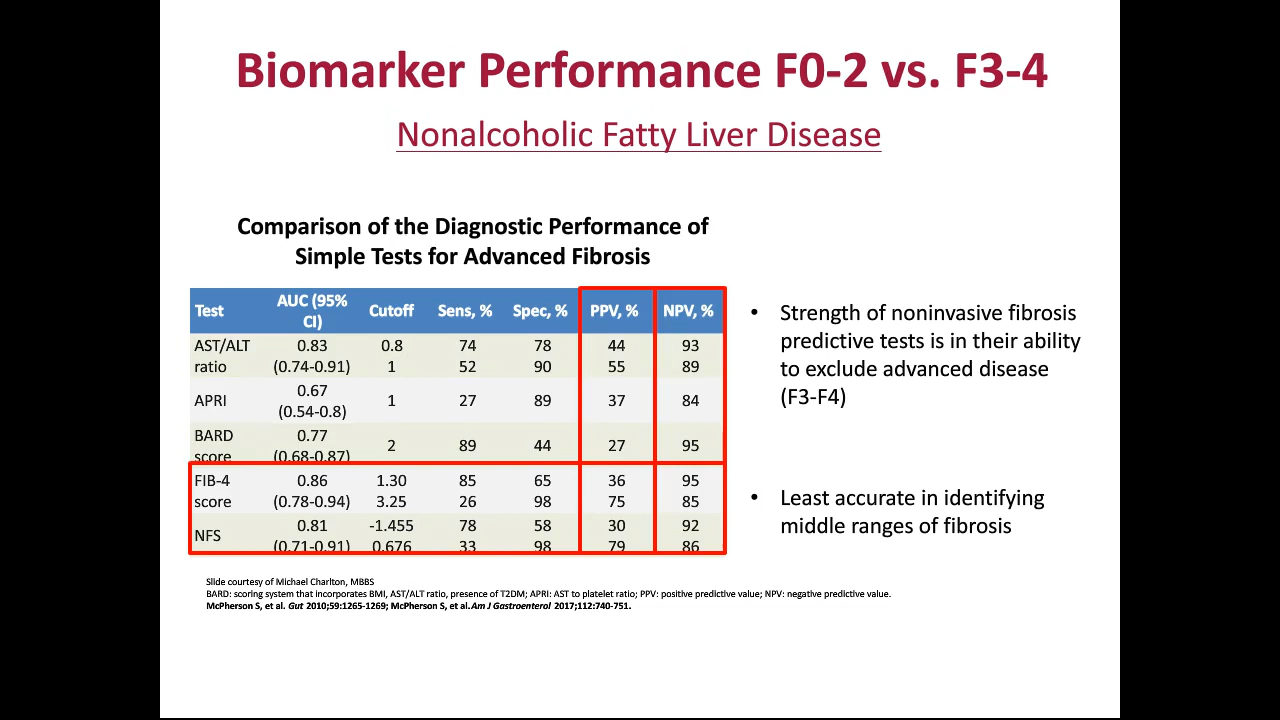 Biomarker Performance F0-2 vs. F3-4
Nonalcoholic Fatty Liver Disease
Comparison of the Diagnostic Performance of
Simple Tests for Advanced Fibrosis
Test AUC (95% CI) Cutoff Sens, % Spec, % PPV, % NPV, %
AST/ALT 0.83 0.8 74 78 44 93
ratio (0.74-0.91) 1 52 90 55 89
0.67
APRI 1 27 89 37 84
(0.54-0.8)
BARD 0.77
2 89 44 27 95
score (0.68-0.87)
FIB-4 0.86 1.30 85 65 36 95
score (0.78-0.94) 3.25 26 98 75 85
0.81 -1.455 78 58 30 92
NFS
(0.71-0.91) 0.676 33 98 79 86
• Strength of noninvasive fibrosis
predictive tests is in their ability
to exclude advanced disease
(F3-F4)
• Least accurate in identifying
middle ranges of fibrosis
Slide courtesy of Michael Charlton, MBBS
BARD: scoring system that incorporates BMI, AST/ALT ratio, presence of T2DM; APRI: AST to platelet ratio; PPV: positive predictive value; NPV: negative predictive value.
McPherson S, et al. Gut 2010;59:1265-1269; McPherson S, et al.Am J Gastroenterol 2017;112:740-751.